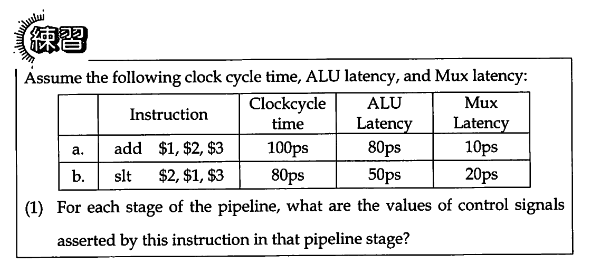 練習
Assume the following clock cycle time, ALU latency, and Mux latency:
Instruction Clockcycle time ALU Latency Mux Latency
a. add $1, $2, $3 100ps 80ps 10ps
b. slt $2, $1, $3 80ps 50ps 20ps
(1) For each stage of the pipeline, what are the values of control signals
asserted by this instruction in that pipeline stage?